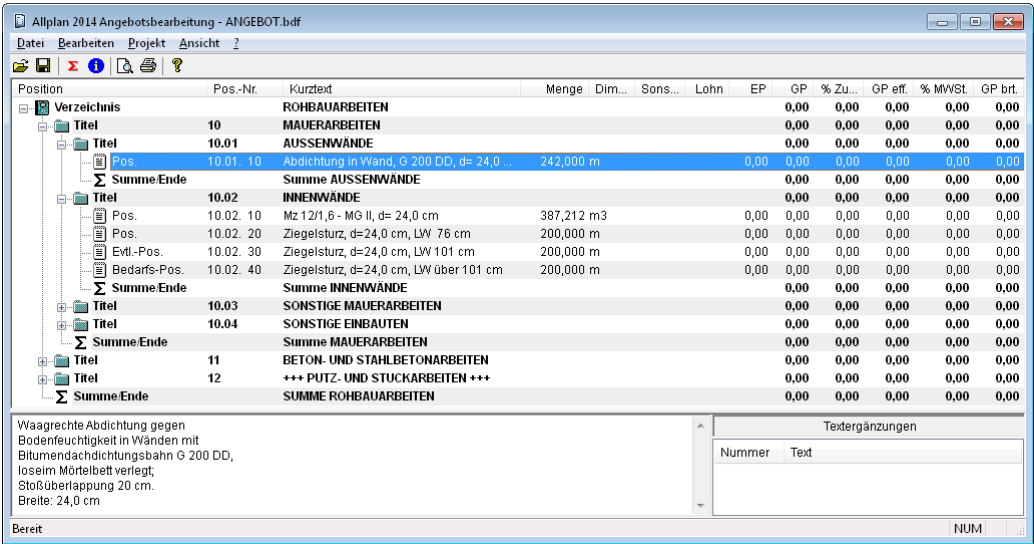 Allplan 2014 Angebotsbearbeitung - ANGEBOT.bdf
Datei Bearbeiten Projekt Ansicht ?
Position Pos.-Nr. Kurztext Menge Dim... Sons... Lohn EP GP % Zu... GP eff. % MWSt. GP brt.
Verzeichnis ROHBAUARBEITEN 0,00 0,00 0,00 0,00 0,00
Titel 10 MAUERARBEITEN 0,00 0,00 0,00 0,00 0,00
Titel 10.01 AUSSENWÄNDE 0,00 0,00 0,00 0,00 0,00
Pos. 10.01. 10 Abdichtung in Wand, G 200 DD, d= 24,0 ... 242,000 m 0,00 0,00 0,00 0,00 0,00 0,00
Summe/Ende Summe AUSSENWÄNDE 0,00 0,00 0,00 0,00 0,00
Titel 10.02 INNENWÄNDE 0,00 0,00 0,00 0,00 0,00
Pos. 10.02. 10 Mz 12/1,6 - MG II, d= 24,0 cm 387,212 m3 0,00 0,00 0,00 0,00 0,00 0,00
Pos. 10.02. 20 Ziegelsturz, d=24,0 cm, LW 76 cm 200,000 m 0,00 0,00 0,00 0,00 0,00 0,00
Evtl.-Pos. 10.02. 30 Ziegelsturz, d=24,0 cm, LW 101 cm 200,000 m 0,00 0,00 0,00 0,00 0,00 0,00
Bedarfs-Pos. 10.02. 40 Ziegelsturz, d=24,0 cm, LW über 101 cm 200,000 m 0,00 0,00 0,00 0,00 0,00 0,00
Summe/Ende Summe INNENWÄNDE 0,00 0,00 0,00 0,00 0,00
Titel 10.03 SONSTIGE MAUERARBEITEN 0,00 0,00 0,00 0,00 0,00
Titel 10.04 SONSTIGE EINBAUTEN 0,00 0,00 0,00 0,00 0,00
Summe/Ende Summe MAUERARBEITEN 0,00 0,00 0,00 0,00 0,00
Titel 11 BETON- UND STAHLBETONARBEITEN 0,00 0,00 0,00 0,00 0,00
Titel 12 +++ PUTZ- UND STUCKARBEITEN +++ 0,00 0,00 0,00 0,00 0,00
Summe/Ende SUMME ROHBAUARBEITEN 0,00 0,00 0,00 0,00 0,00
Waagrechte Abdichtung gegen
Bodenfeuchtigkeit in Wänden mit
Bitumendachdichtungsbahn G 200 DD,
loseim Mörtelbett verlegt;
Stoßüberlappung 20 cm.
Breite: 24,0 cm
Textergänzungen
Nummer Text
Bereit NUM